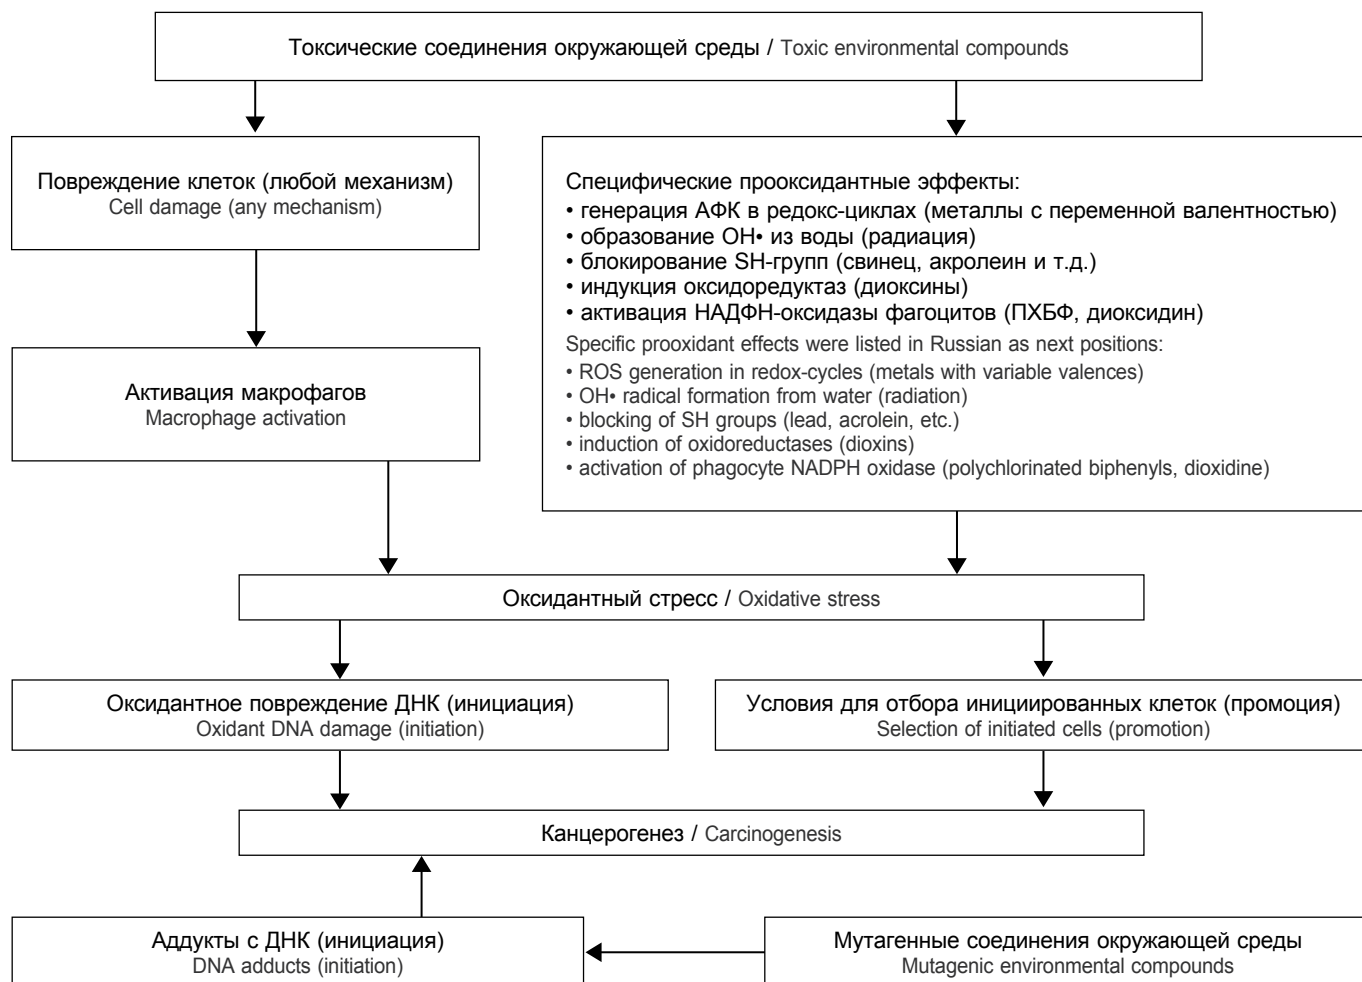 Токсические соединения окружающей среды / Toxic environmental compounds
Повреждение клеток (любой механизм)
Cell damage (any mechanism)
Активация макрофагов
Macrophage activation
Специфические прооксидантные эффекты:
• генерация АФК в редокс-циклах (металлы с переменной валентностью)
• образование OH• из воды (радиация)
• блокирование SH-групп (свинец, акролеин и т.д.)
• индукция оксидоредуктаз (диоксины)
• активация НАДФН-оксидазы фагоцитов (ПХБФ, диоксидин)
Specific prooxidant effects were listed in Russian as next positions:
• ROS generation in redox-cycles (metals with variable valences)
• OH• radical formation from water (radiation)
• blocking of SH groups (lead, acrolein, etc.)
• induction of oxidoreductases (dioxins)
• activation of phagocyte NADPH oxidase (polychlorinated biphenyls, dioxidine)
Оксидантный стресс / Oxidative stress
Оксидантное повреждение ДНК (инициация)
Oxidant DNA damage (initiation)
Условия для отбора инициированных клеток (промоция)
Selection of initiated cells (promotion)
Канцерогенез / Carcinogenesis
Аддукты с ДНК (инициация)
DNA adducts (initiation)
Мутагенные соединения окружающей среды
Mutagenic environmental compounds